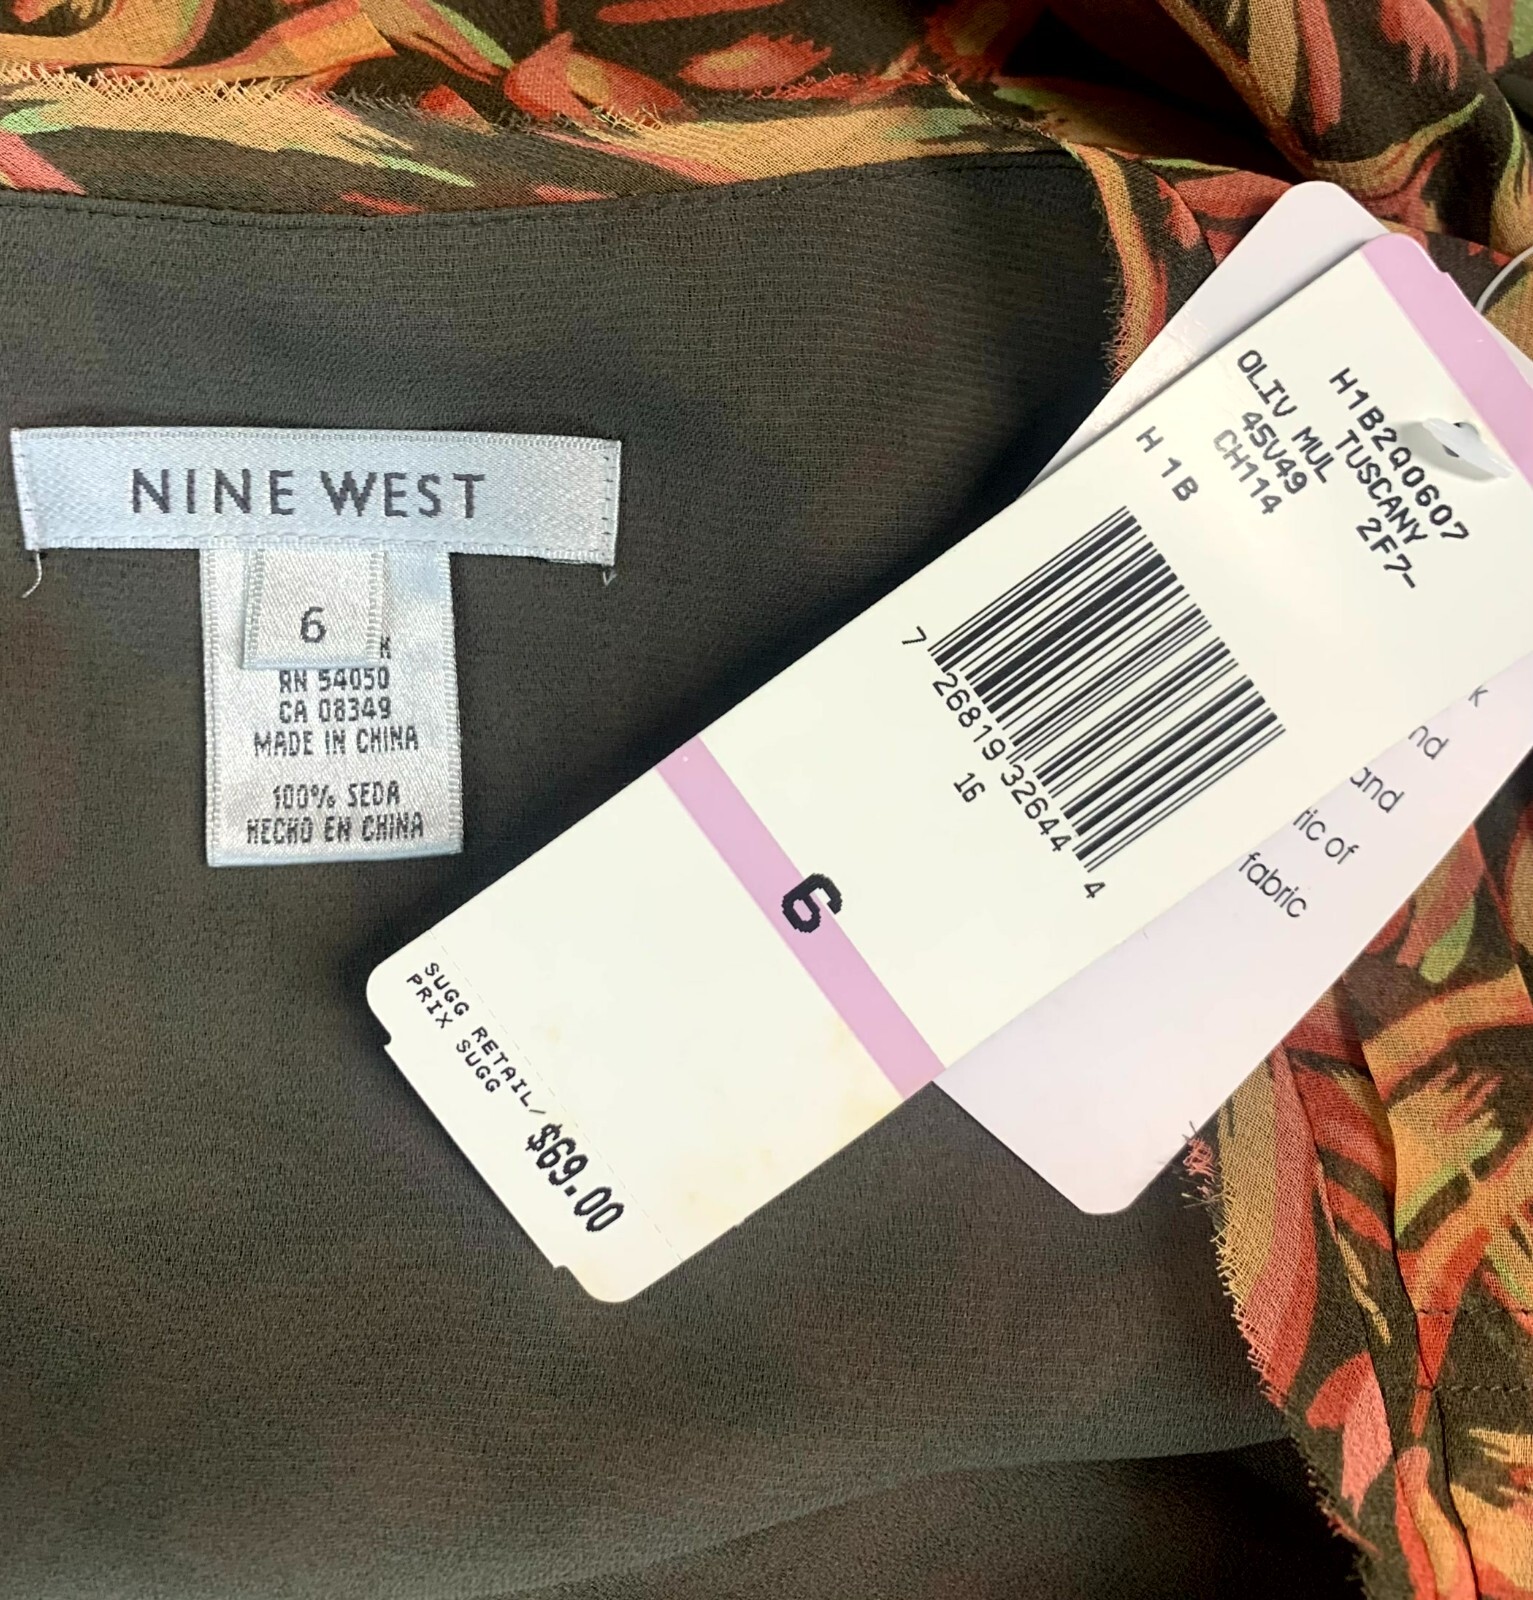 NINE WEST
6
K
RN 54050
CA 08349
MADE IN CHINA
100% SEDA
HECHO EN CHINA
H1B2Q0607
TUSCANY
2F7-
OLIV MUL
45V49
CH114
H 1B
7 26819 32644 4
16
6
SUGG RETAIL/
PRIX SUGG
$69.00
k
nd
and
ric of
fabric